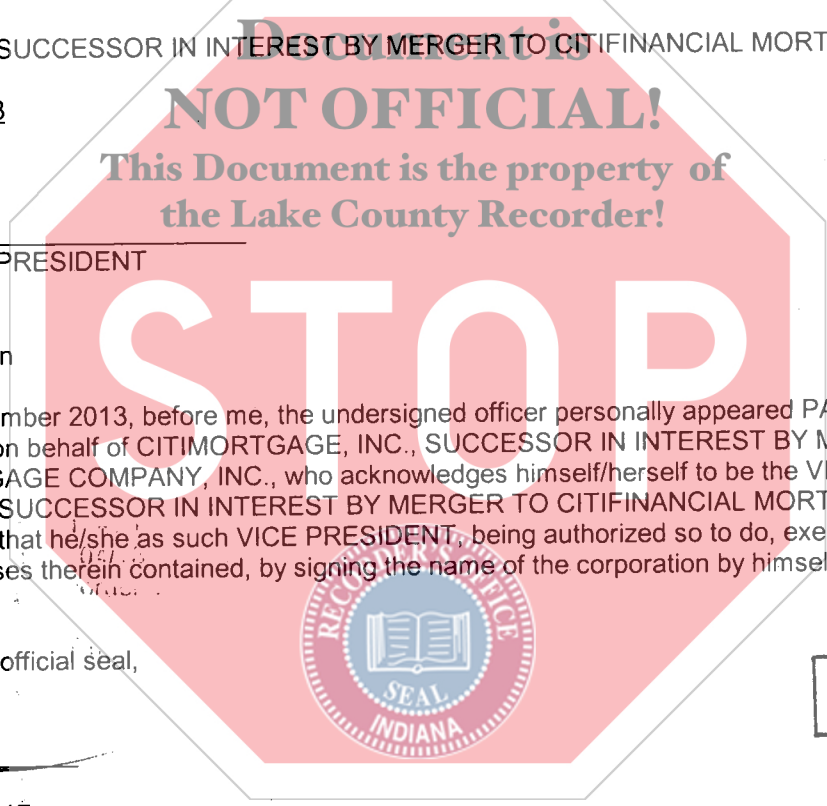 Document is
SUCCESSOR IN INTEREST BY MERGER TO CITIFINANCIAL MORT
NOT OFFICIAL!
This Document is the property of
the Lake County Recorder!
PRESIDENT
STOP
n
mber 2013, before me, the undersigned officer personally appeared PA
on behalf of CITIMORTGAGE, INC., SUCCESSOR IN INTEREST BY M
GAGE COMPANY, INC., who acknowledges himself/herself to be the VI
SUCCESSOR IN INTEREST BY MERGER TO CITIFINANCIAL MORT
that he/she as such VICE PRESIDENT, being authorized so to do, exe
ses therein contained, by signing the name of the corporation by himsel
RECORDER'S OFFICE
SEAL
INDIANA
official seal,